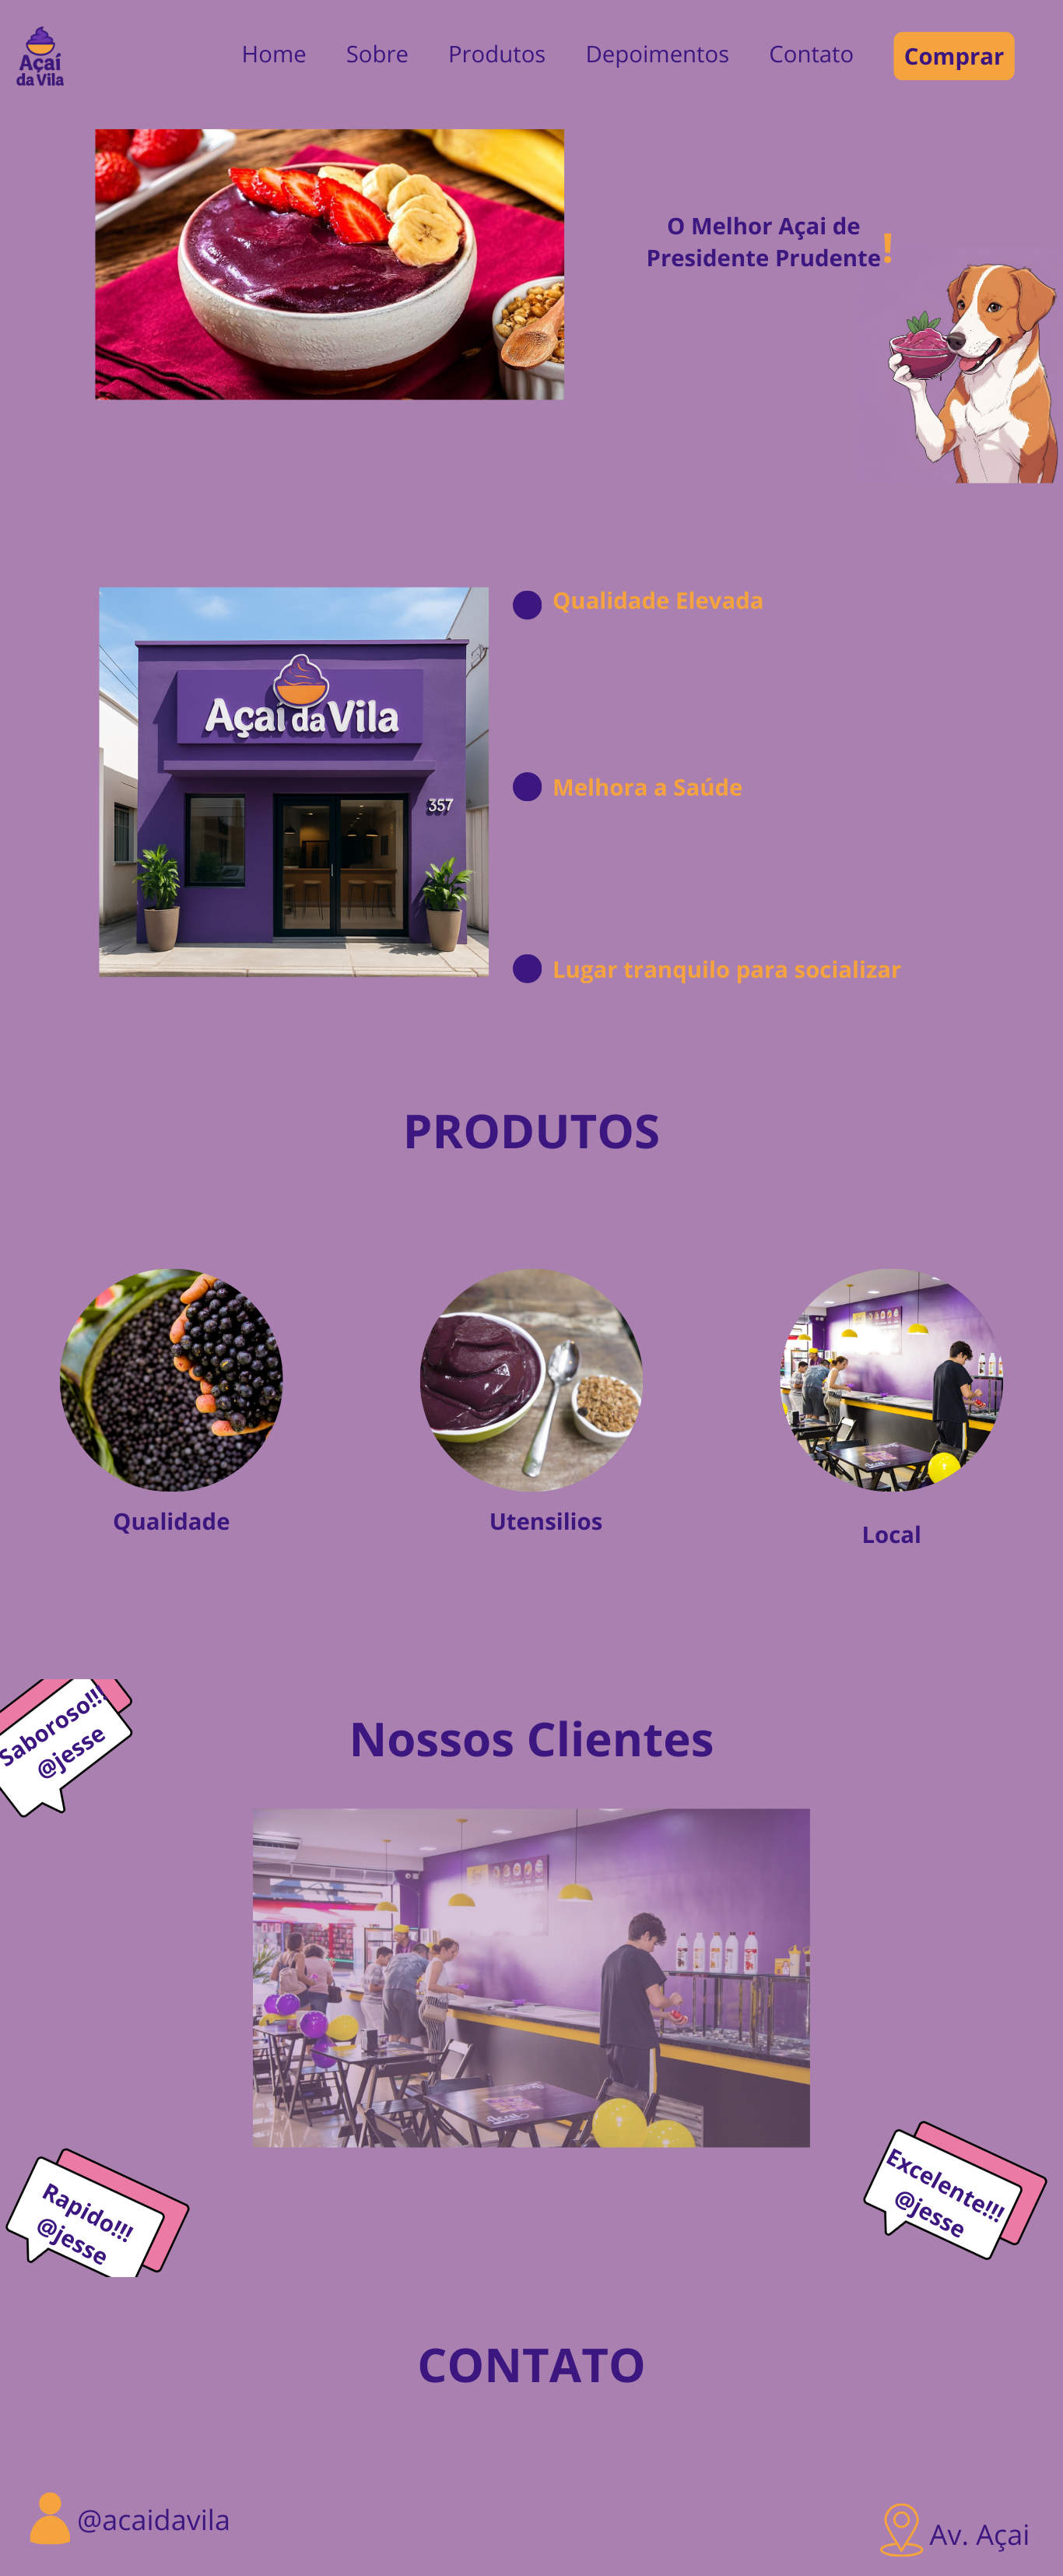 Açaí
da Vila
Home
Sobre
Produtos
Depoimentos
Contato
Comprar
O Melhor Açai de
Presidente Prudente!
Qualidade Elevada
Açaí da Vila
357
Melhora a Saúde
Lugar tranquilo para socializar
PRODUTOS
Qualidade
Utensilios
Local
Saboroso!!!
@jesse
Nossos Clientes
Rapido!!!
@jesse
Excelente!!!
@jesse
CONTATO
@acaidavila
Av. Açai